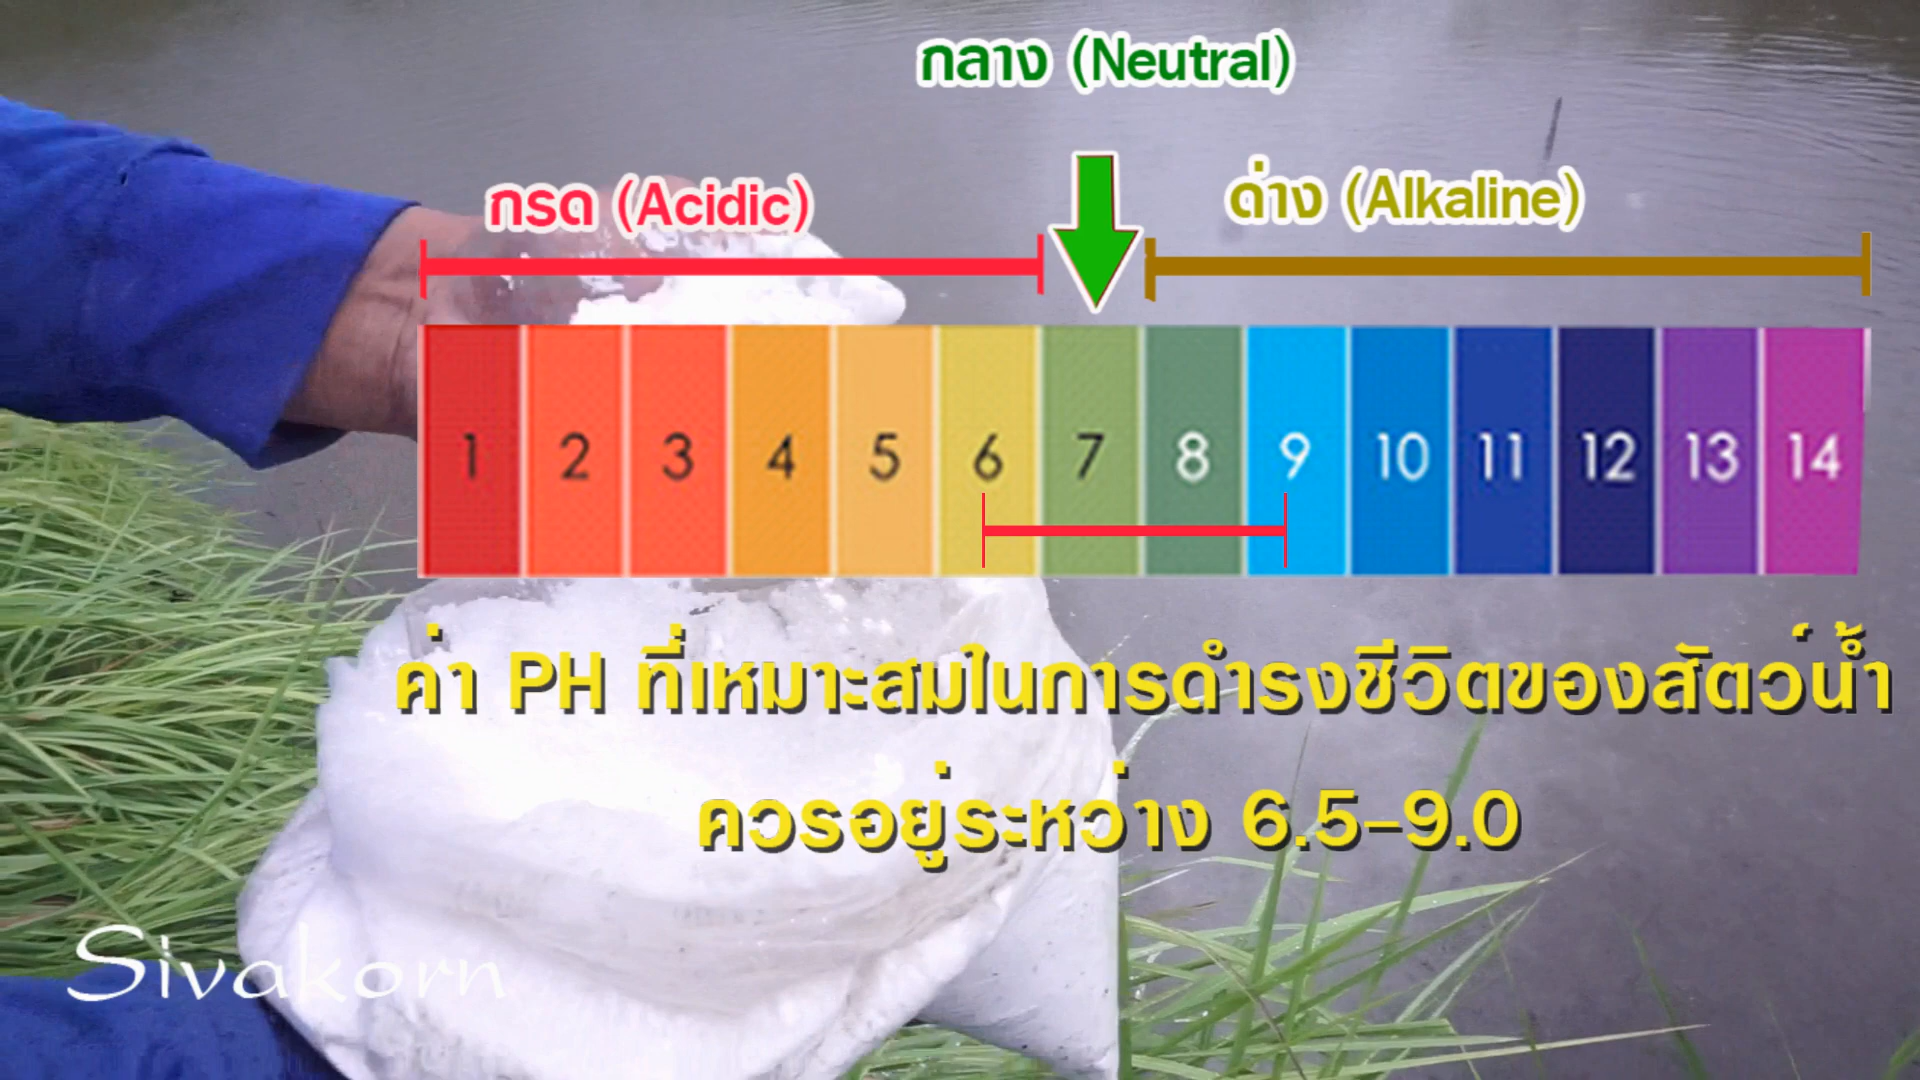 กลาง (Neutral)
กรด (Acidic)
ด่าง (Alkaline)
1 2 3 4 5 6 7 8 9 10 11 12 13 14
ค่า PH ที่เหมาะสมในการดำรงชีวิตของสัตว์น้ำ
ควรอยู่ระหว่าง 6.5-9.0
Sivakorn